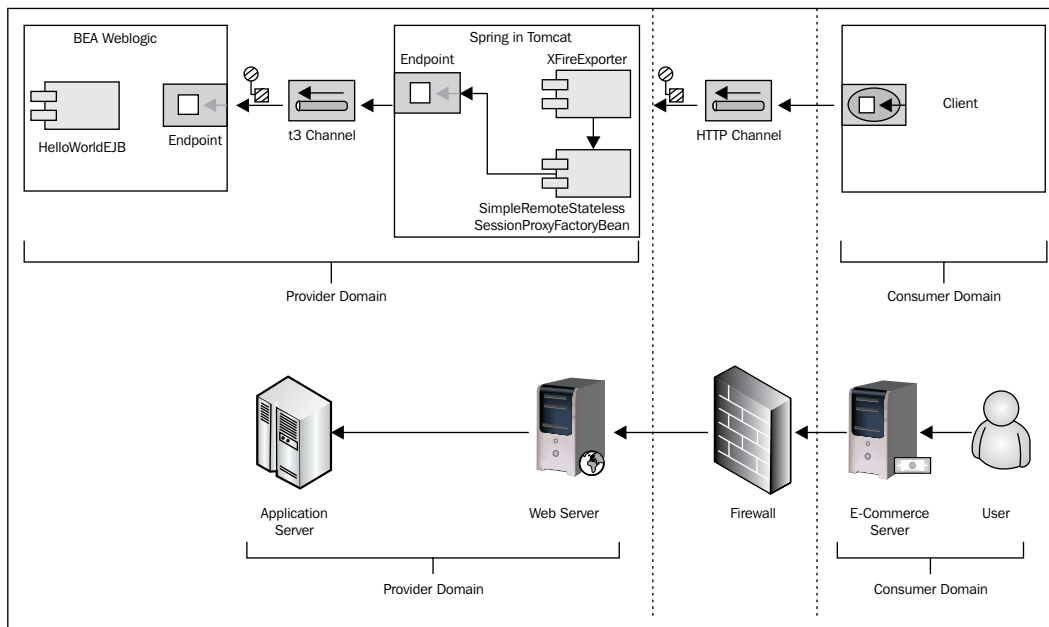 BEA Weblogic
HelloWorldEJB
Endpoint
t3 Channel
Spring in Tomcat
Endpoint
XFireExporter
SimpleRemoteStateless
SessionProxyFactoryBean
HTTP Channel
Client
Provider Domain
Consumer Domain
Application
Server
Web Server
Firewall
E-Commerce
Server
User
Provider Domain
Consumer Domain